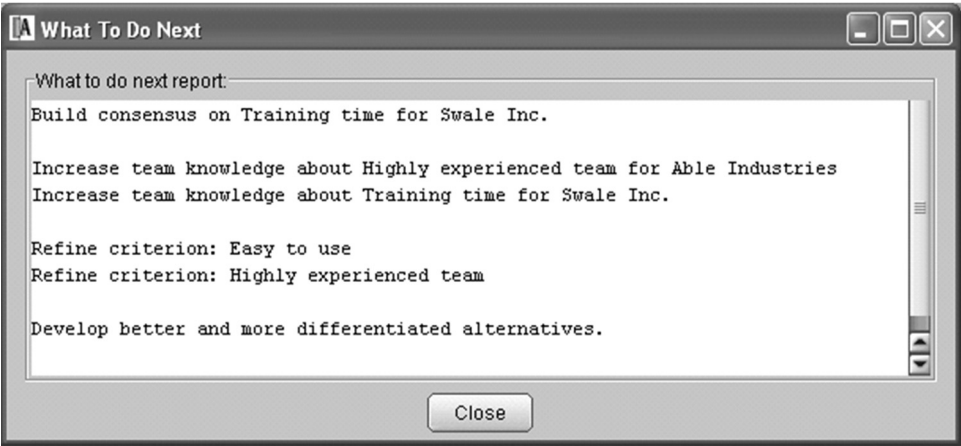 What To Do Next
What to do next report:
Build consensus on Training time for Swale Inc.
Increase team knowledge about Highly experienced team for Able Industries
Increase team knowledge about Training time for Swale Inc.
Refine criterion: Easy to use
Refine criterion: Highly experienced team
Develop better and more differentiated alternatives.
Close